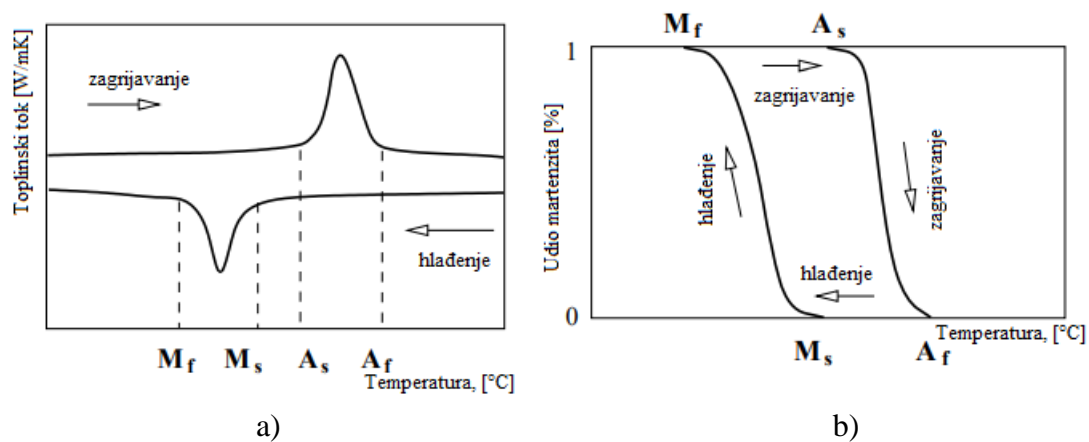 Toplinski tok [W/mK]
zagrijavanje
hlađenje
M f M s A s A f
Temperatura, [°C]
a)
M f A s
Udio martenzita [%]
1
0
zagrijavanje
hlađenje
zagrijavanje
hlađenje
Temperatura, [°C]
M s A f
b)